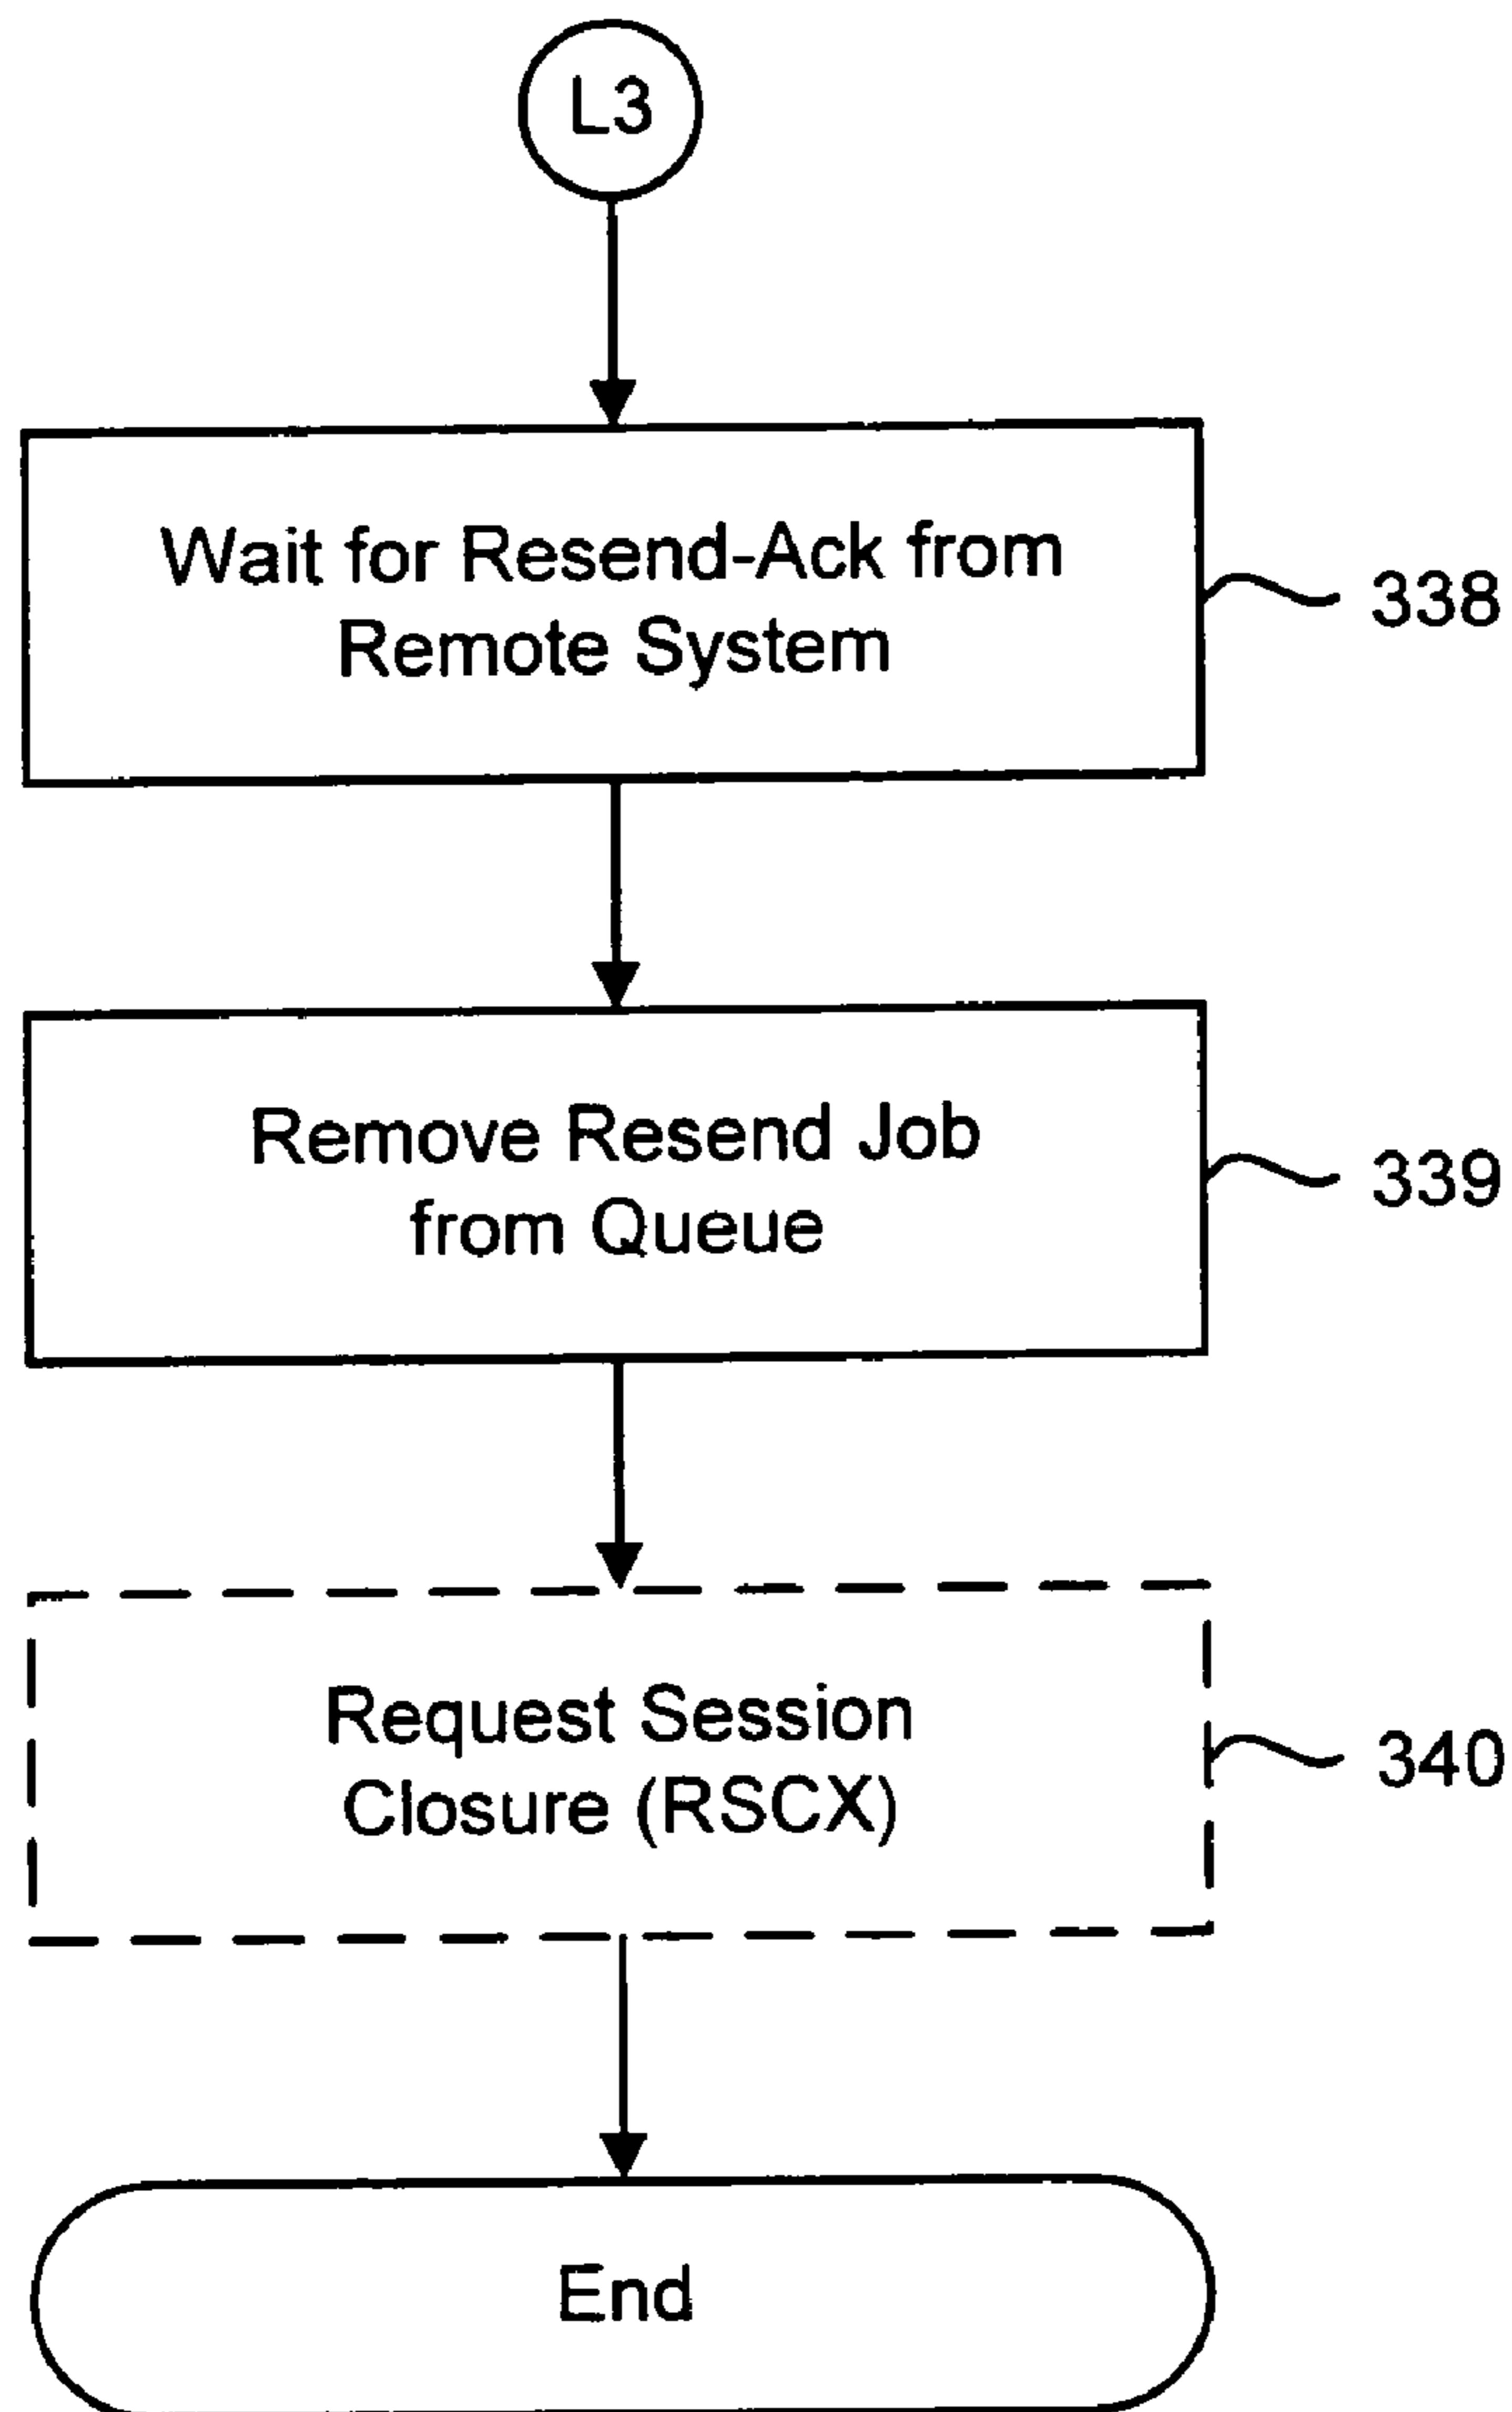 L3
Wait for Resend-Ack from
Remote System
338
Remove Resend Job
from Queue
339
Request Session
Closure (RSCX)
340
End